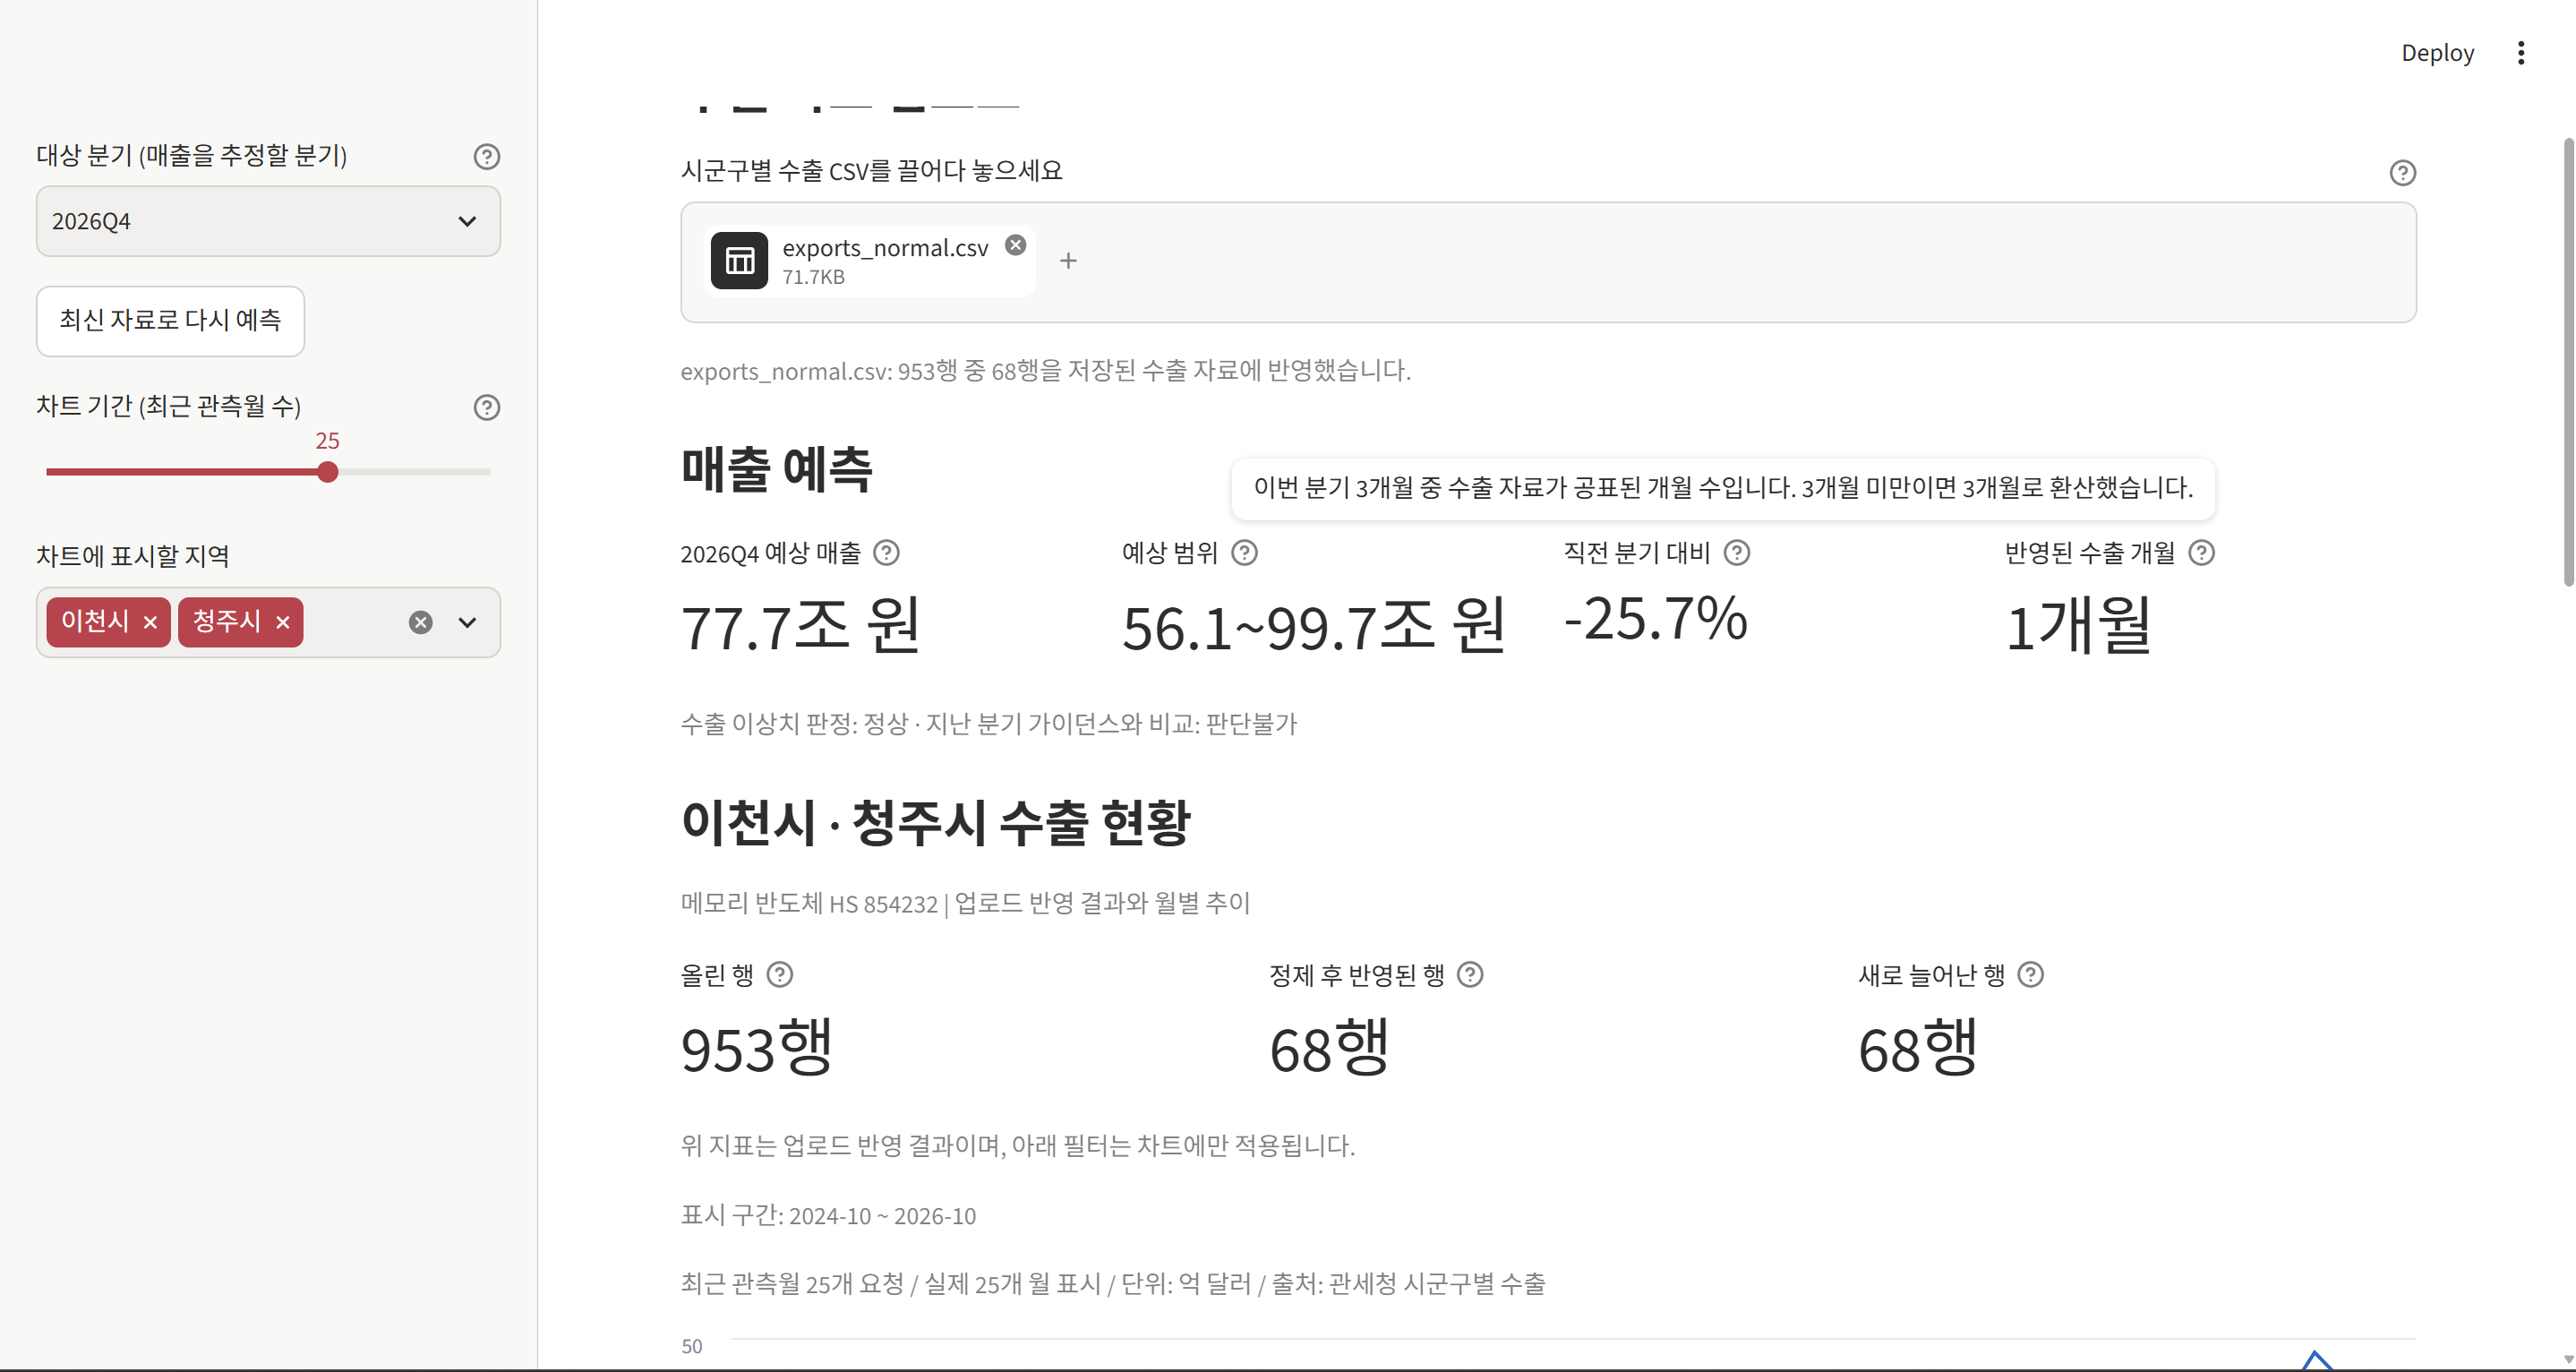 Deploy
대상 분기 (매출을 추정할 분기)
2026Q4
최신 자료로 다시 예측
차트 기간 (최근 관측월 수)
25
차트에 표시할 지역
이천시
청주시
시군구별 수출 CSV를 끌어다 놓으세요
exports_normal.csv
71.7KB
exports_normal.csv: 953행 중 68행을 저장된 수출 자료에 반영했습니다.
매출 예측
이번 분기 3개월 중 수출 자료가 공표된 개월 수입니다. 3개월 미만이면 3개월로 환산했습니다.
2026Q4 예상 매출
77.7조 원
예상 범위
56.1~99.7조 원
직전 분기 대비
-25.7%
반영된 수출 개월
1개월
수출 이상치 판정: 정상 · 지난 분기 가이던스와 비교: 판단불가
이천시 · 청주시 수출 현황
메모리 반도체 HS 854232 | 업로드 반영 결과와 월별 추이
올린 행
953행
정제 후 반영된 행
68행
새로 늘어난 행
68행
위 지표는 업로드 반영 결과이며, 아래 필터는 차트에만 적용됩니다.
표시 구간: 2024-10 ~ 2026-10
최근 관측월 25개 요청 / 실제 25개 월 표시 / 단위: 억 달러 / 출처: 관세청 시군구별 수출
50